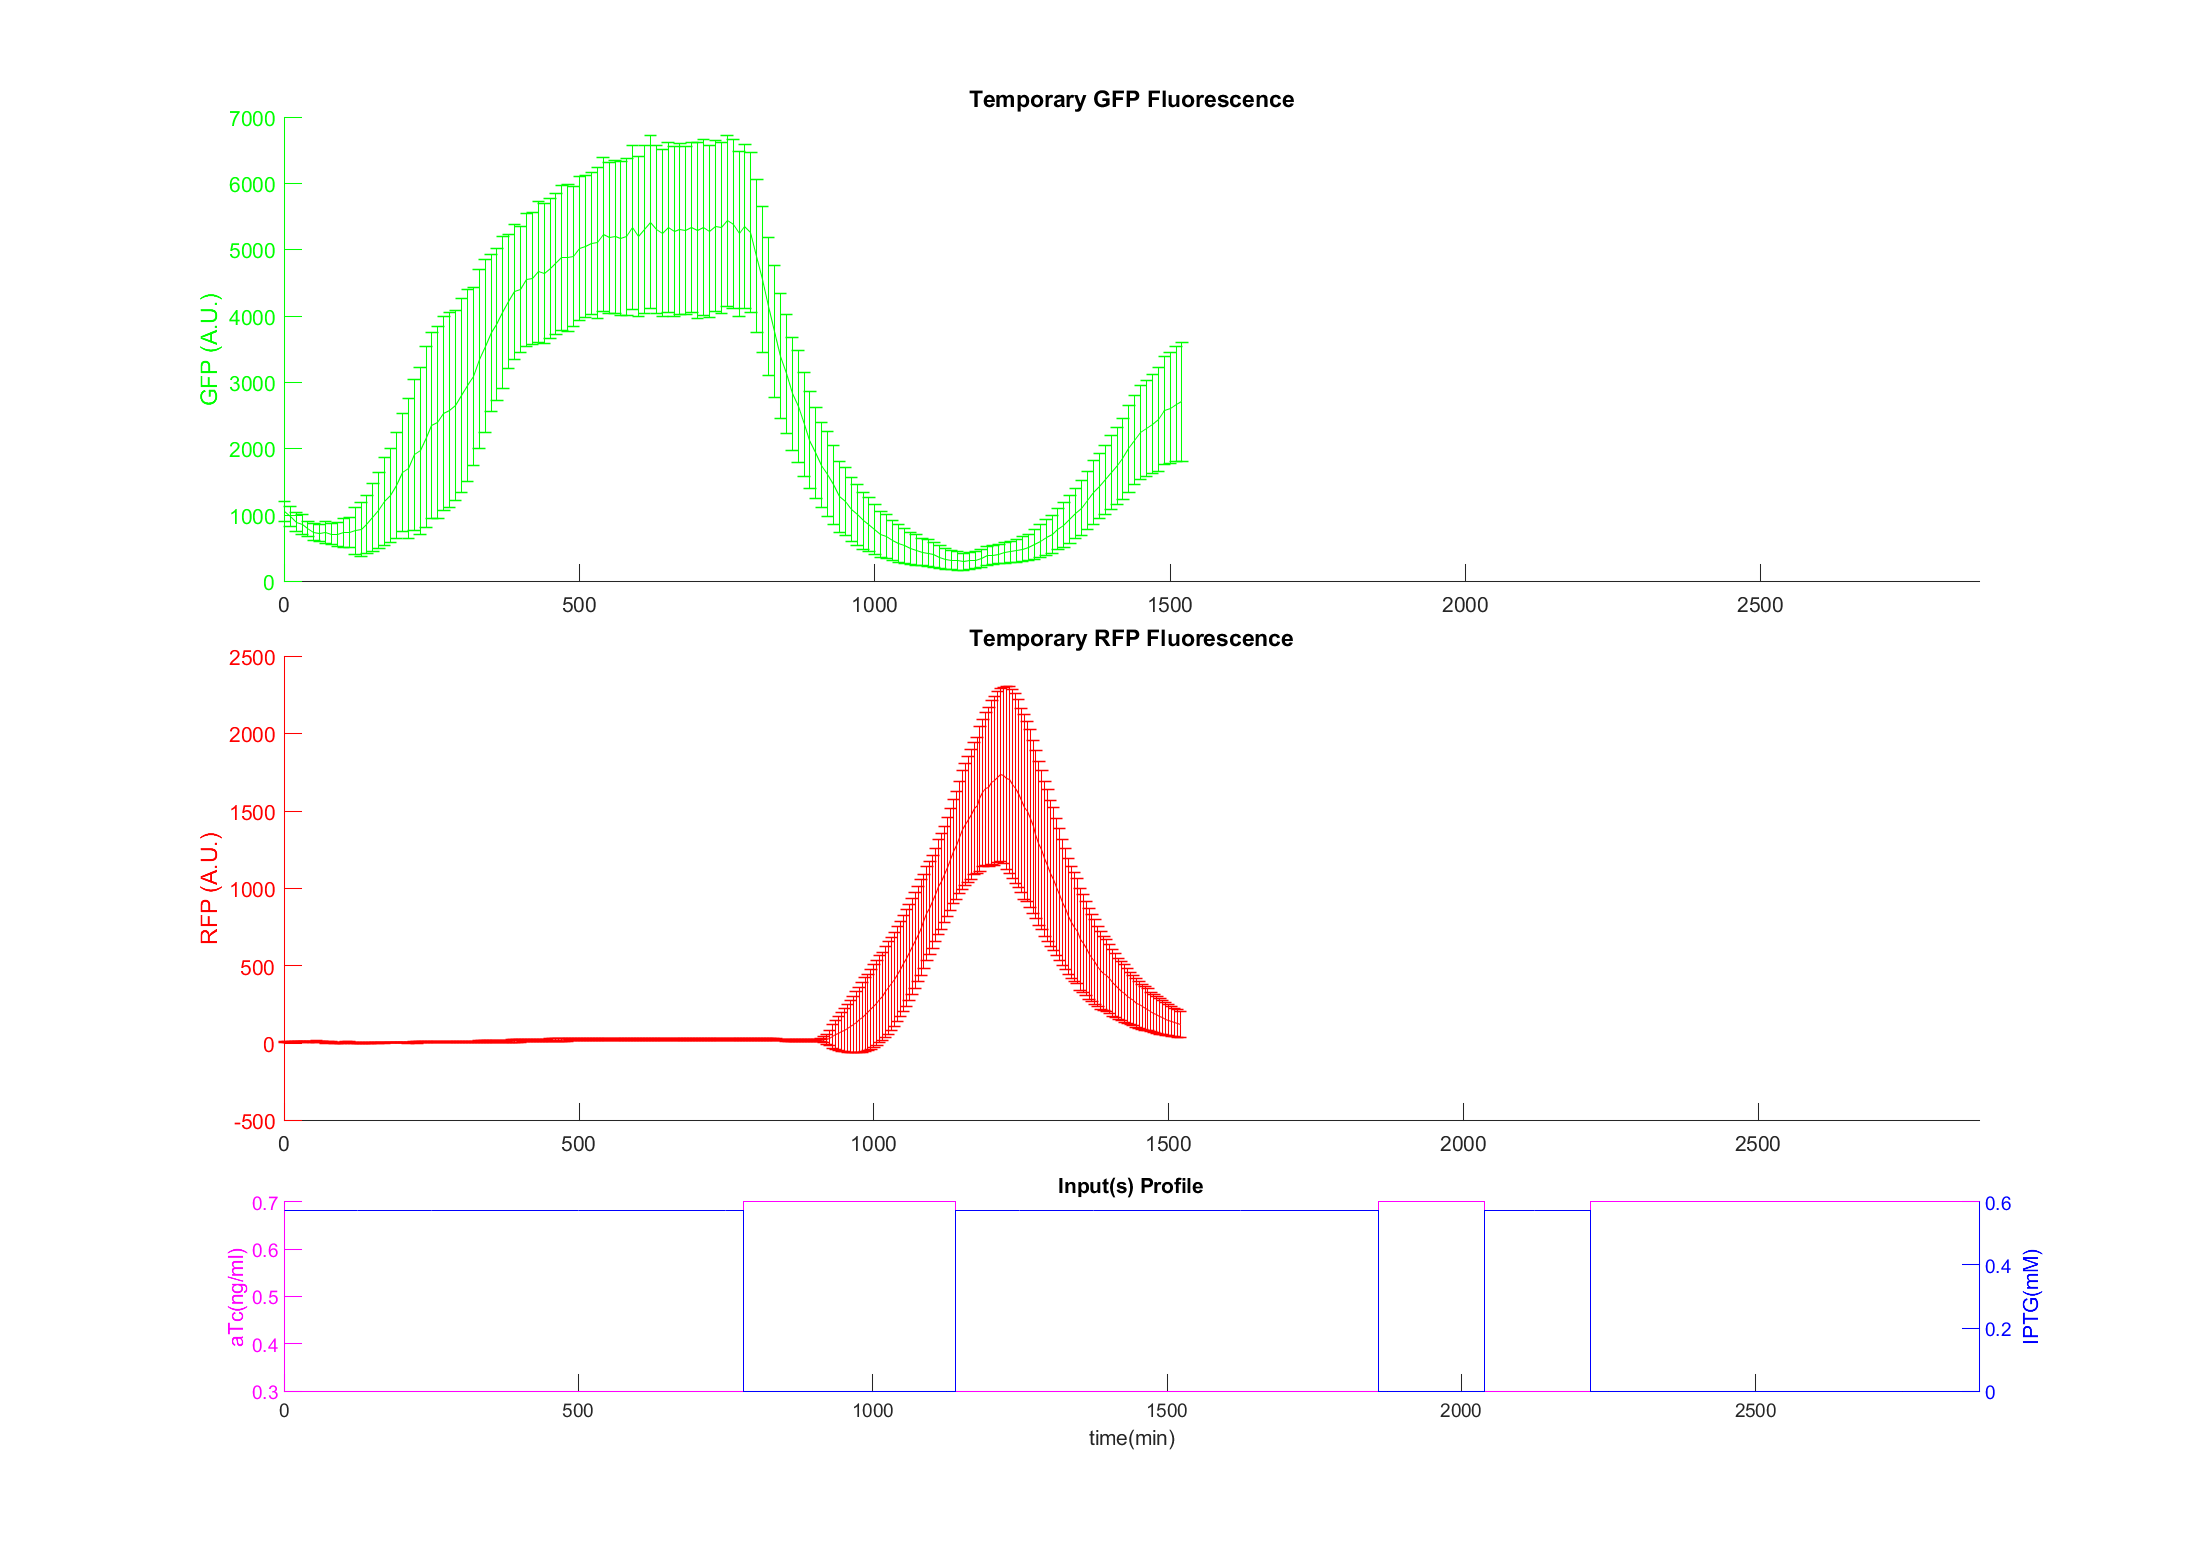 Temporary GFP Fluorescence
7000
6000
5000
4000
3000
2000
1000
0
GFP (A.U.)
0 500 1000 1500 2000 2500
Temporary RFP Fluorescence
2500
2000
1500
1000
500
0
-500
RFP (A.U.)
0 500 1000 1500 2000 2500
Input(s) Profile
0.7
0.6
0.5
0.4
0.3
aTc(ng/ml)
0.6
0.4
0.2
0
IPTG(mM)
0 500 1000 1500 2000 2500
time(min)